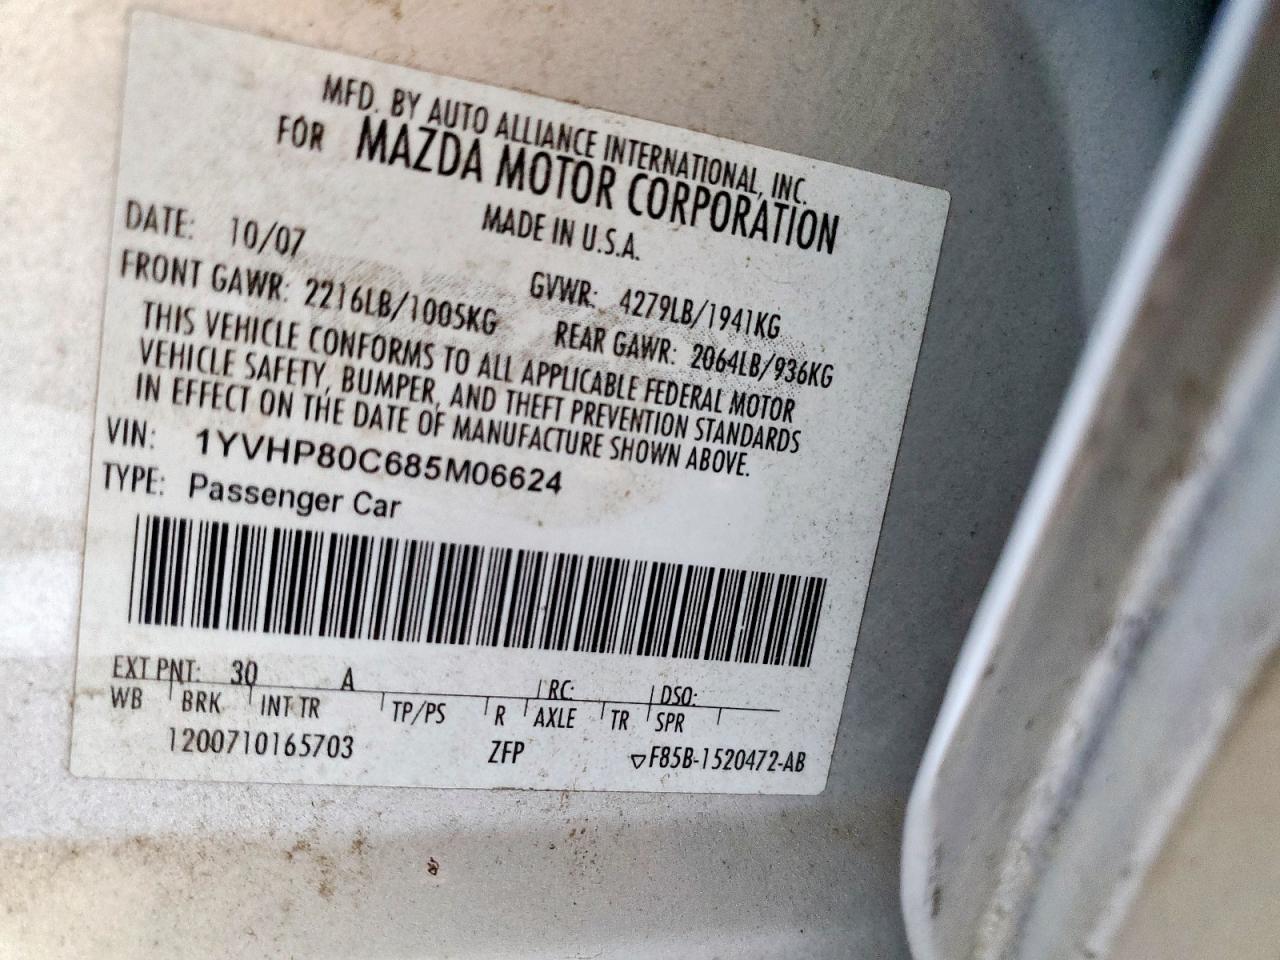 MFD. BY AUTO ALLIANCE INTERNATIONAL, INC.
FOR MAZDA MOTOR CORPORATION
MADE IN U.S.A.
DATE: 10/07 GVWR: 4279LB/1941KG
FRONT GAWR: 2216LB/1005KG REAR GAWR: 2064LB/936KG
THIS VEHICLE CONFORMS TO ALL APPLICABLE FEDERAL MOTOR
VEHICLE SAFETY, BUMPER, AND THEFT PREVENTION STANDARDS
IN EFFECT ON THE DATE OF MANUFACTURE SHOWN ABOVE.
VIN: 1YVHP80C685M06624
TYPE: Passenger Car
EXT PNT: 30 A RC: DSO:
WB BRK INT TR TP/PS R AXLE TR SPR
1200710165703 ZFP ▽F85B-1520472-AB